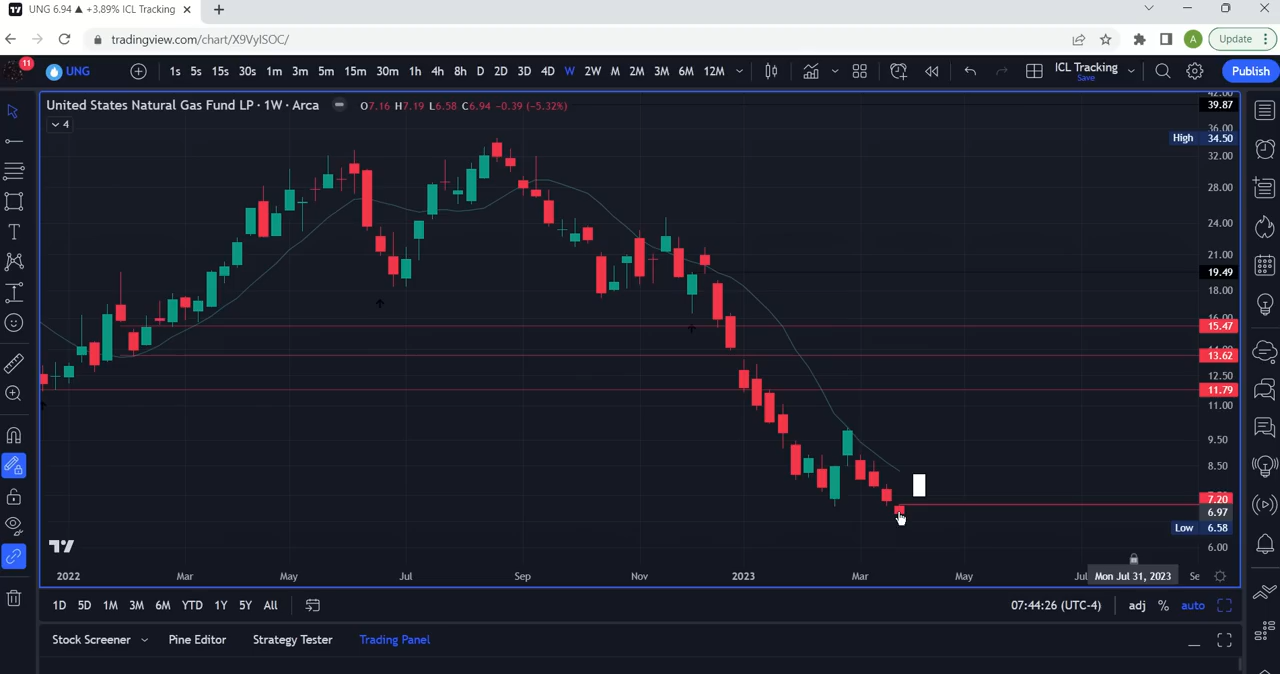 UNG 6.94 ▲ +3.89% ICL Tracking
tradingview.com/chart/X9VyISOC/
A
Update
11
UNG
1s 5s 15s 30s 1m 3m 5m 15m 30m 1h 4h 8h D 2D 3D 4D W 2W M 2M 3M 6M 12M
ICL Tracking
Save
Publish
United States Natural Gas Fund LP · 1W · Arca
O7.16 H7.19 L6.58 C6.94 −0.39 (−5.32%)
4
42.00
39.87
36.00
High 34.50
32.00
28.00
24.00
21.00
19.49
18.00
16.00
15.47
14.00
13.62
12.50
11.79
11.00
9.50
8.50
7.20
6.97
Low 6.58
6.00
2022 Mar May Jul Sep Nov 2023 Mar May Jul Mon Jul 31, 2023 Se
1D 5D 1M 3M 6M YTD 1Y 5Y All
07:44:26 (UTC-4)
adj % auto
Stock Screener Pine Editor Strategy Tester Trading Panel